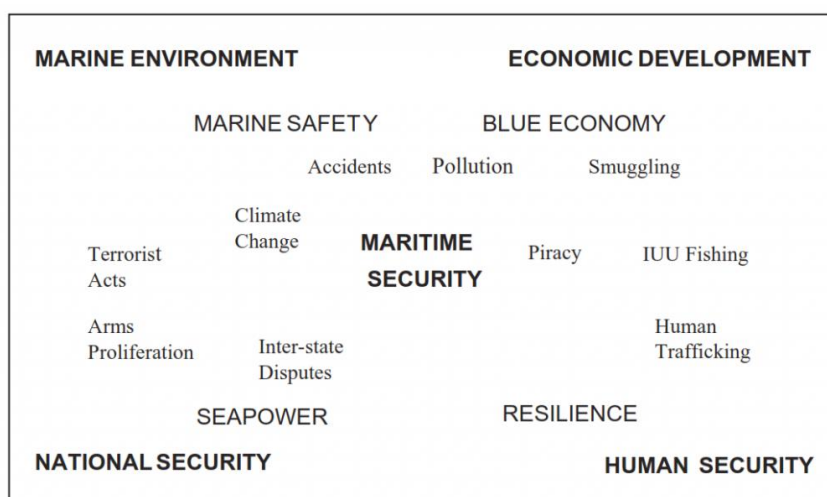 MARINE ENVIRONMENT
ECONOMIC DEVELOPMENT
MARINE SAFETY
BLUE ECONOMY
Accidents
Pollution
Smuggling
Climate
Change
MARITIME
SECURITY
Terrorist
Acts
Piracy
IUU Fishing
Arms
Proliferation
Inter-state
Disputes
Human
Trafficking
SEAPOWER
RESILIENCE
NATIONAL SECURITY
HUMAN SECURITY